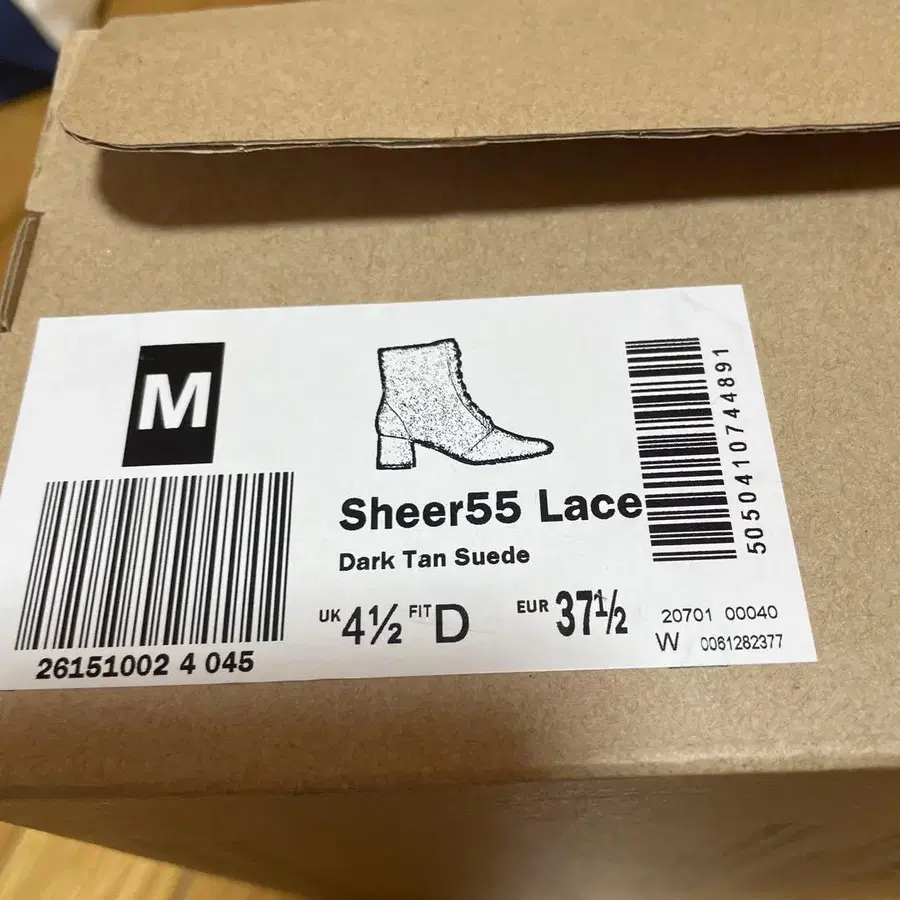 M
26151002 4 045
Sheer55 Lace
Dark Tan Suede
UK 4½ FIT D EUR 37½
5050410744891
20701 00040
W 0061282377